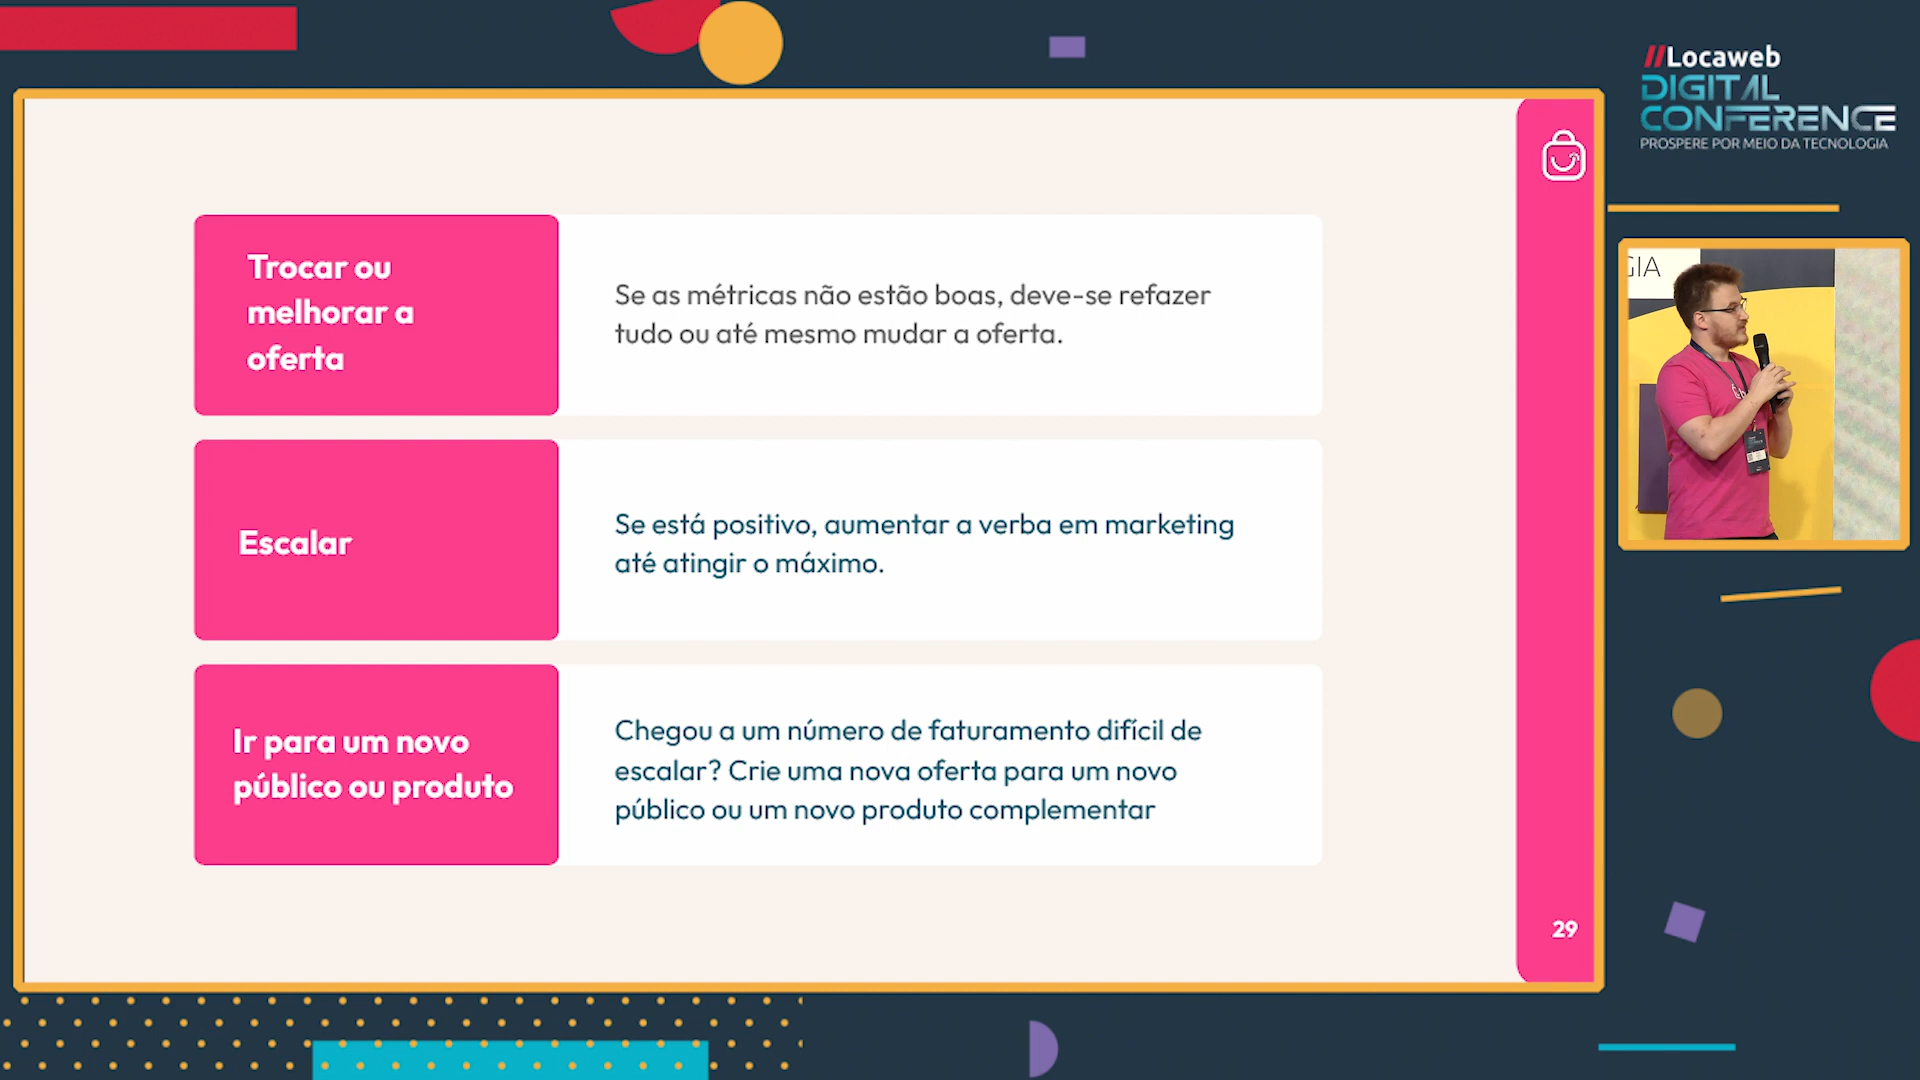 //Locaweb
DIGITAL
CONFERENCE
PROSPERE POR MEIO DA TECNOLOGIA
Trocar ou
melhorar a
oferta
Se as métricas não estão boas, deve-se refazer
tudo ou até mesmo mudar a oferta.
Escalar
Se está positivo, aumentar a verba em marketing
até atingir o máximo.
Ir para um novo
público ou produto
Chegou a um número de faturamento difícil de
escalar? Crie uma nova oferta para um novo
público ou um novo produto complementar
29
GIA